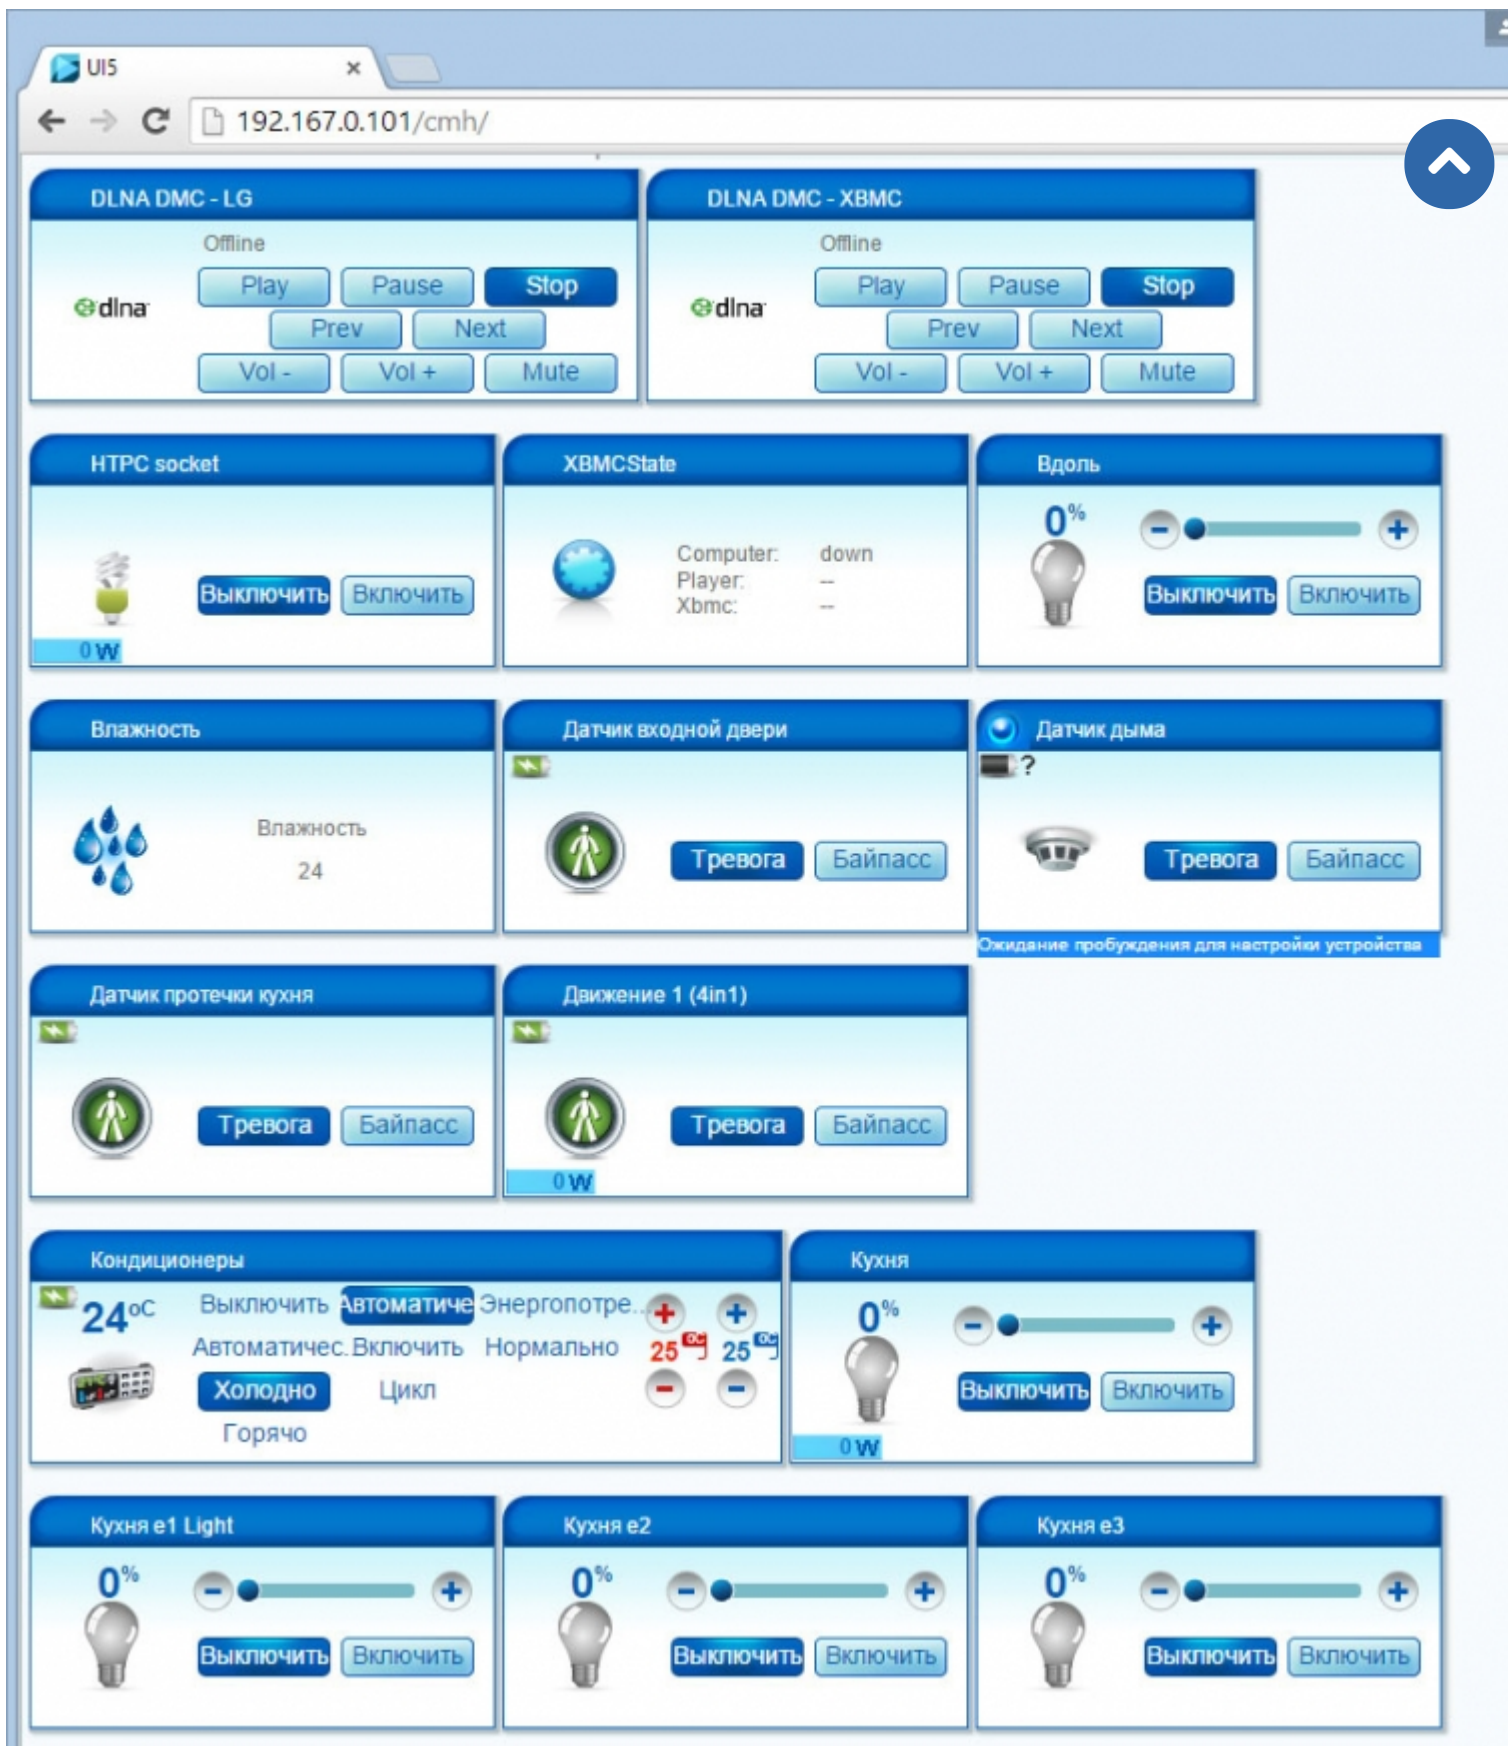 UI5
192.168.0.101/cmh/
DLNA DMC - LG
Offline
dlna
Play Pause Stop
Prev Next
Vol - Vol + Mute
DLNA DMC - XBMC
Offline
dlna
Play Pause Stop
Prev Next
Vol - Vol + Mute
HTPC socket
Выключить Включить
0 W
XBMCState
Computer: down
Player: --
Xbmc: --
Вдоль
0%
Выключить Включить
Влажность
Влажность
24
Датчик входной двери
Тревога Байпасс
Датчик дыма
?
Тревога Байпасс
Ожидание пробуждения для настройки устройства
Датчик протечки кухня
Тревога Байпасс
Движение 1 (4in1)
Тревога Байпасс
0 W
Кондиционеры
24°C
Выключить Автоматиче Энергопотре...
Автоматичес. Включить Нормально
25 °C 25 °C
Холодно Цикл
Горячо
Кухня
0%
Выключить Включить
0 W
Кухня e1 Light
0%
Выключить Включить
Кухня e2
0%
Выключить Включить
Кухня e3
0%
Выключить Включить